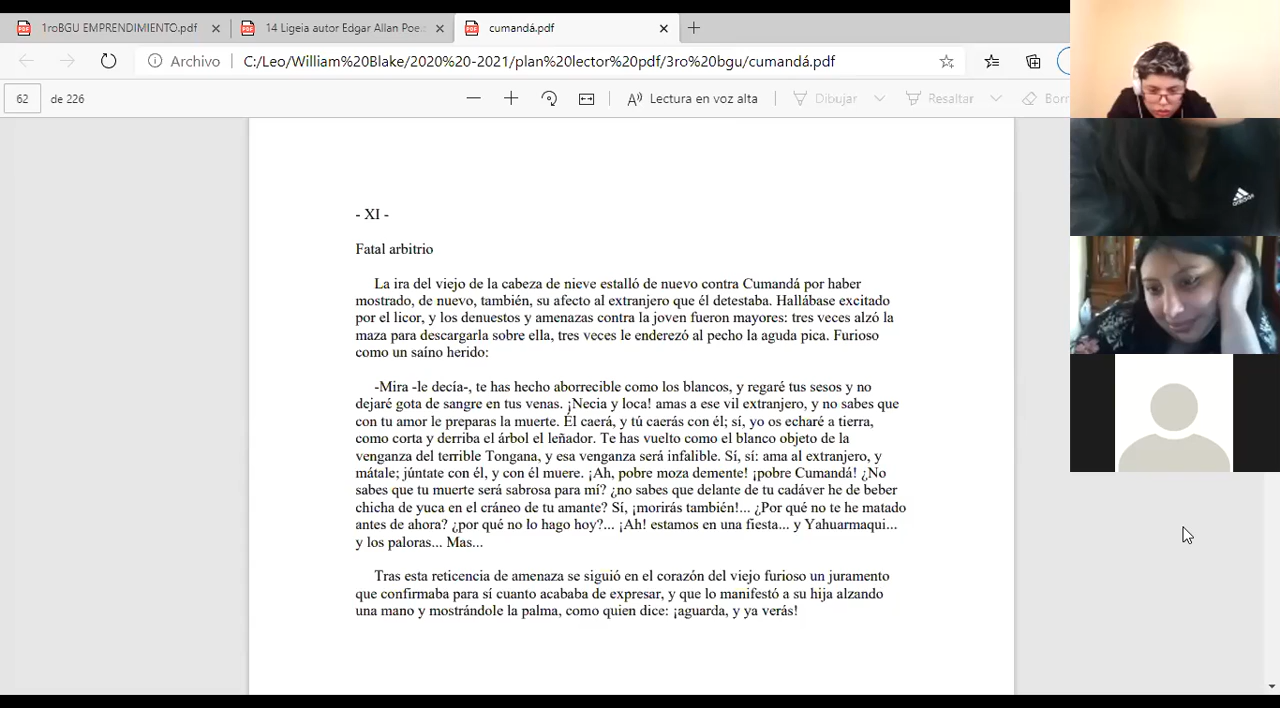 1roBGU EMPRENDIMIENTO.pdf
14 Ligeia autor Edgar Allan Poe.
cumandá.pdf
Archivo
C:/Leo/William%20Blake/2020%20-2021/plan%20lector%20pdf/3ro%20bgu/cumandá.pdf
62 de 226
Lectura en voz alta
Dibujar
Resaltar
Borr
- XI -
Fatal arbitrio
La ira del viejo de la cabeza de nieve estalló de nuevo contra Cumandá por haber
mostrado, de nuevo, también, su afecto al extranjero que él detestaba. Hallábase excitado
por el licor, y los denuestos y amenazas contra la joven fueron mayores: tres veces alzó la
maza para descargarla sobre ella, tres veces le enderezó al pecho la aguda pica. Furioso
como un saíno herido:
-Mira -le decía-, te has hecho aborrecible como los blancos, y regaré tus sesos y no
dejaré gota de sangre en tus venas. ¡Necia y loca! amas a ese vil extranjero, y no sabes que
con tu amor le preparas la muerte. Él caerá, y tú caerás con él; sí, yo os echaré a tierra,
como corta y derriba el árbol el leñador. Te has vuelto como el blanco objeto de la
venganza del terrible Tongana, y esa venganza será infalible. Sí, sí: ama al extranjero, y
mátale; júntate con él, y con él muere. ¡Ah, pobre moza demente! ¡pobre Cumandá! ¿No
sabes que tu muerte será sabrosa para mí? ¿no sabes que delante de tu cadáver he de beber
chicha de yuca en el cráneo de tu amante? Sí, ¡morirás también!... ¿Por qué no te he matado
antes de ahora? ¿por qué no lo hago hoy?... ¡Ah! estamos en una fiesta... y Yahuarmaqui...
y los paloras... Mas...
Tras esta reticencia de amenaza se siguió en el corazón del viejo furioso un juramento
que confirmaba para sí cuanto acababa de expresar, y que lo manifestó a su hija alzando
una mano y mostrándole la palma, como quien dice: ¡aguarda, y ya verás!
adidas